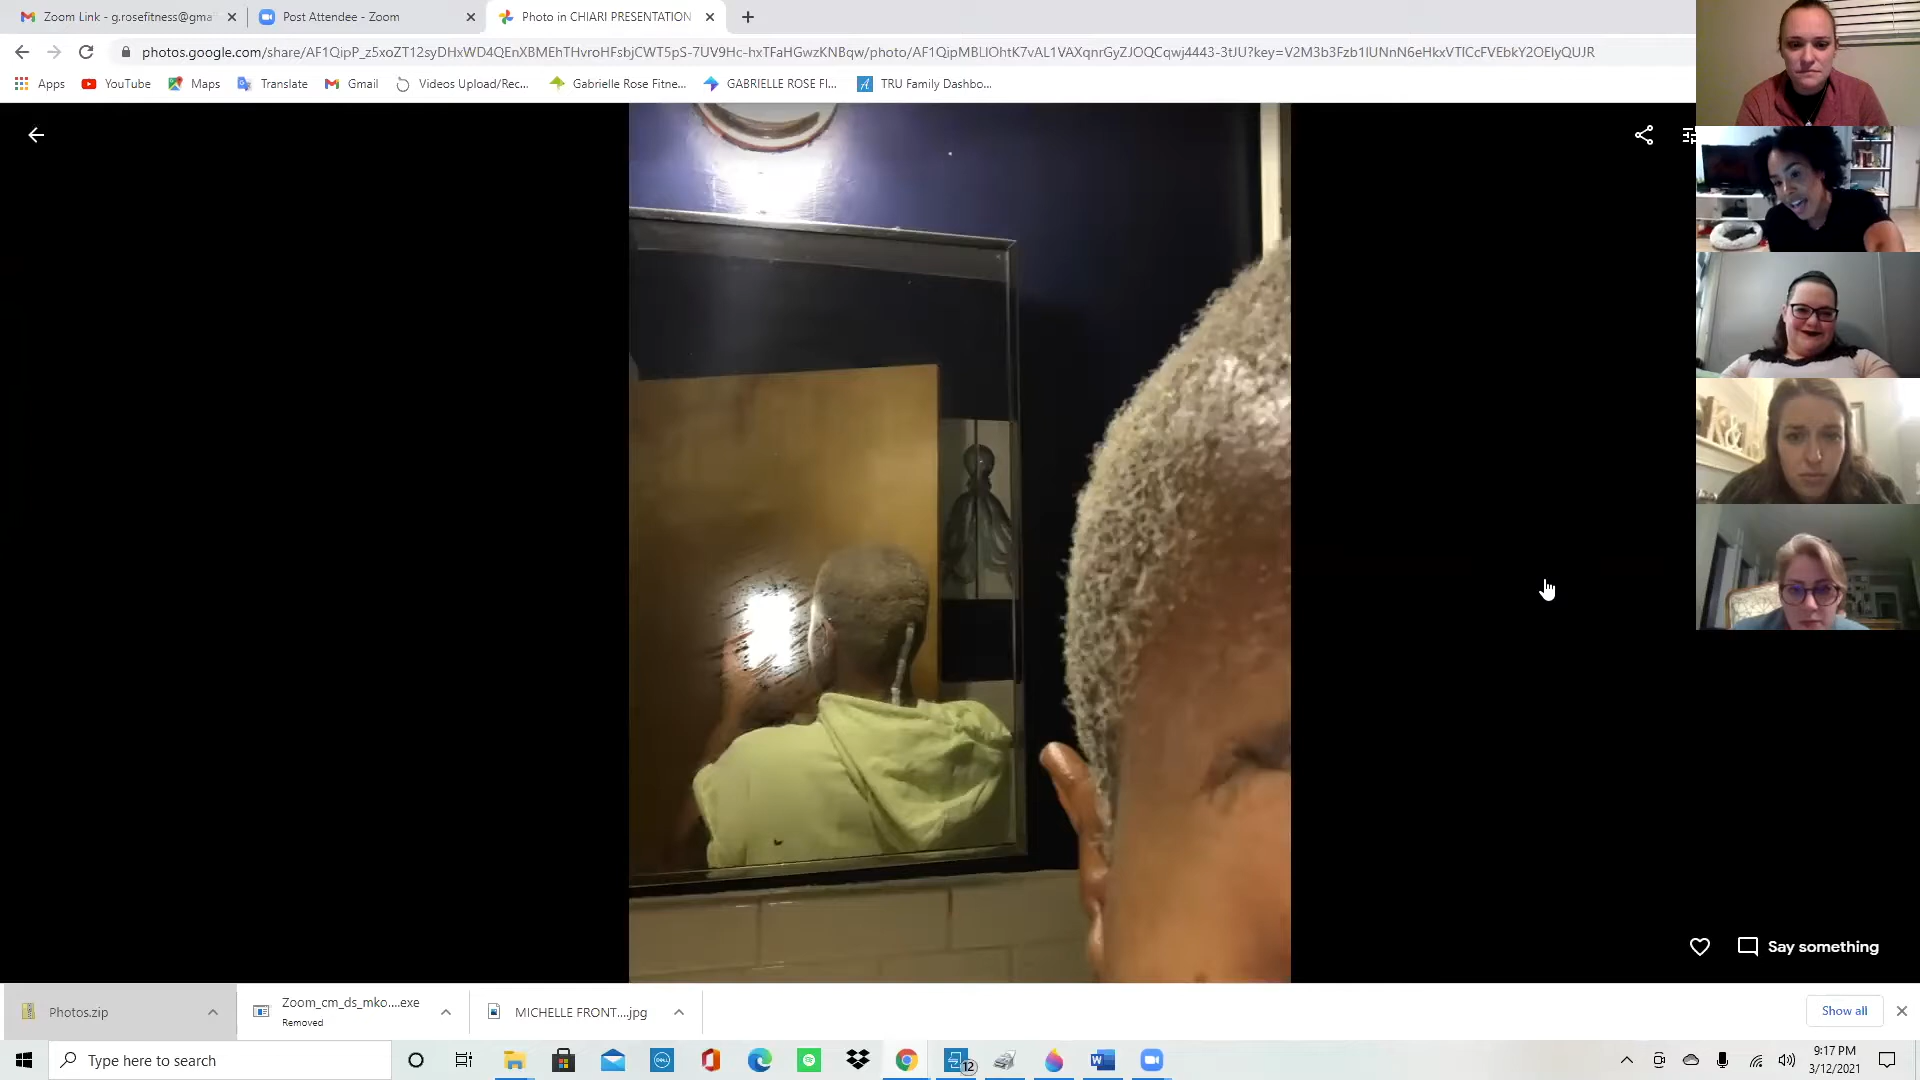 Zoom Link - g.rosefitness@gma
Post Attendee - Zoom
Photo in CHIARI PRESENTATION
photos.google.com/share/AF1QipP_z5xoZT12syDHxWD4QEnXBMEhTHvroHFsbjCWT5pS-7UV9Hc-hxTFaHGwzKNBqw/photo/AF1QipMBLlOhtK7vAL1VAXqnrGyZJOQCqwj4443-3tJU?key=V2M3b3Fzb1lUNnN6eHkxVTlCcFVEbkY2OElyQUJR
Apps
YouTube
Maps
Translate
Gmail
Videos Upload/Rec...
Gabrielle Rose Fitne...
GABRIELLE ROSE FI...
TRU Family Dashbo...
Say something
Photos.zip
Zoom_cm_ds_mko....exe
Removed
MICHELLE FRONT....jpg
Show all
Type here to search
DELL
12
9:17 PM
3/12/2021